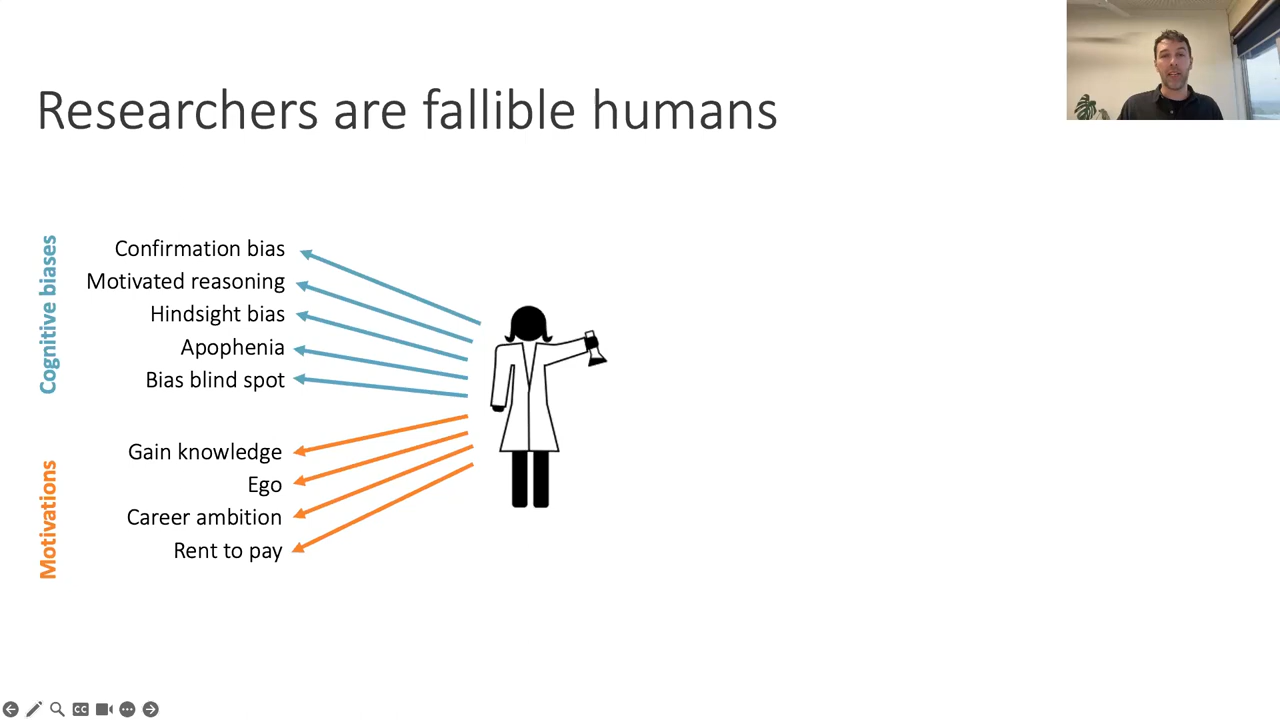 Researchers are fallible humans
Cognitive biases
Confirmation bias
Motivated reasoning
Hindsight bias
Apophenia
Bias blind spot
Motivations
Gain knowledge
Ego
Career ambition
Rent to pay
CC